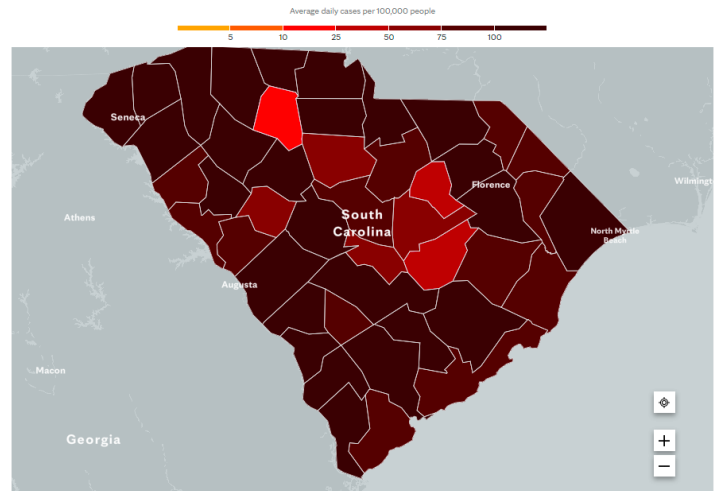 Average daily cases per 100,000 people
5 10 25 50 75 100
Seneca
Athens
South
Carolina
Florence
Wilmingt
North Myrtle
Beach
Augusta
Macon
Georgia